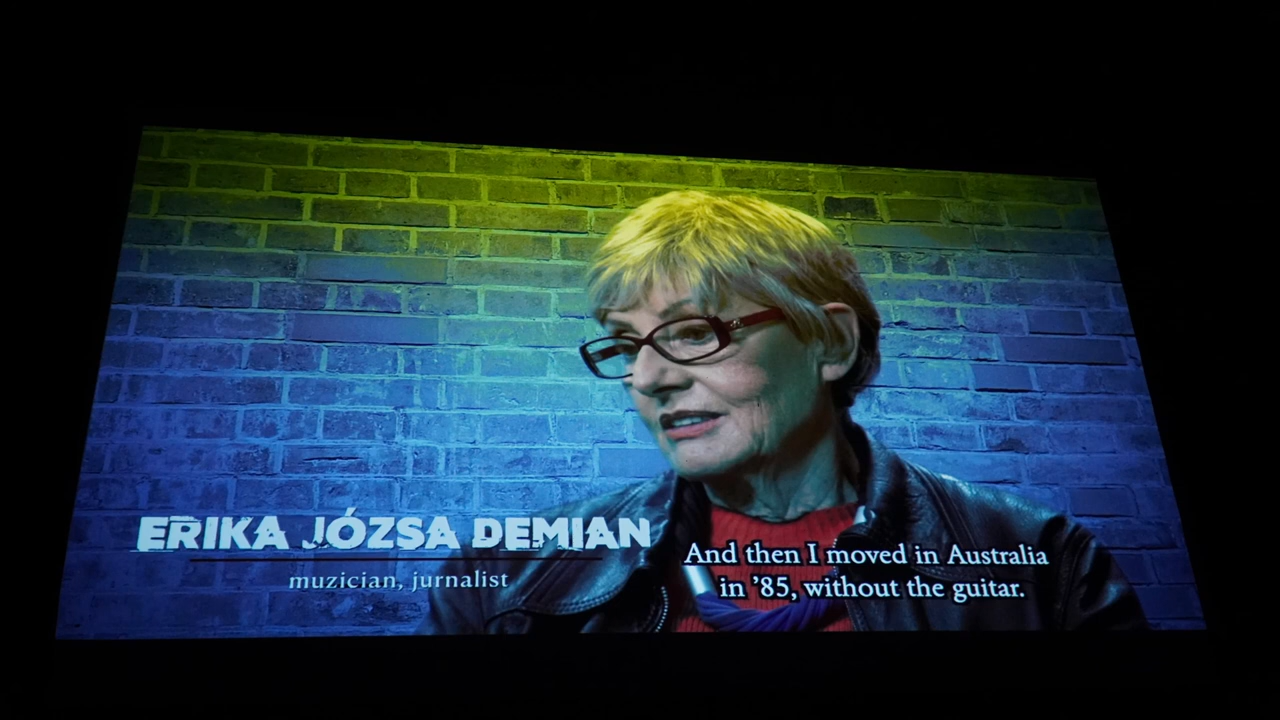 ERIKA JÓZSA DEMIAN
muzician, jurnalist
And then I moved in Australia
in ’85, without the guitar.